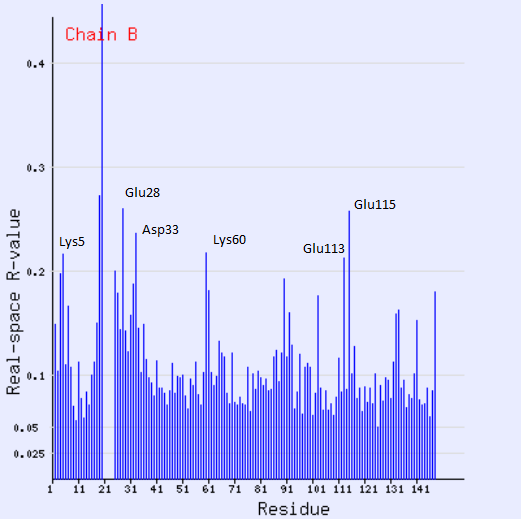 Chain B
0.4
0.3
Glu28
Glu115
Asp33
Lys5
Lys60
Glu113
0.2
0.1
0.05
0.025
Real-space R-value
1 11 21 31 41 51 61 71 81 91 101 111 121 131 141
Residue